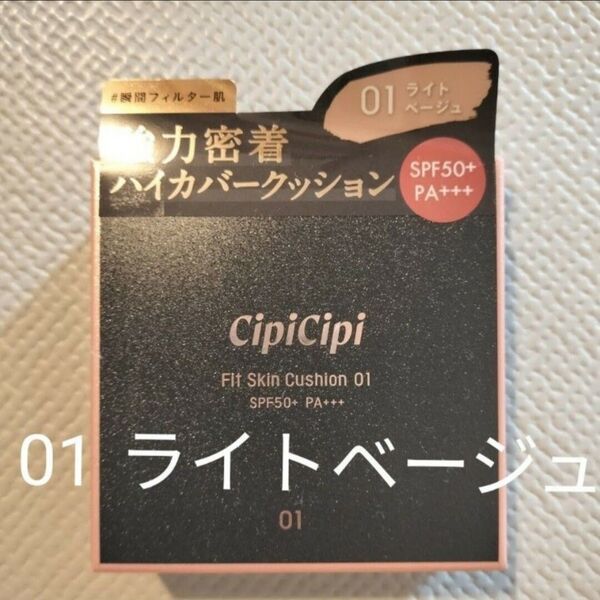 #瞬間フィルター肌
01 ライト
ベージュ
強力密着
ハイカバークッション
SPF50+
PA+++
CipiCipi
Fit Skin Cushion 01
SPF50+ PA+++
01 ライトベージュ
01